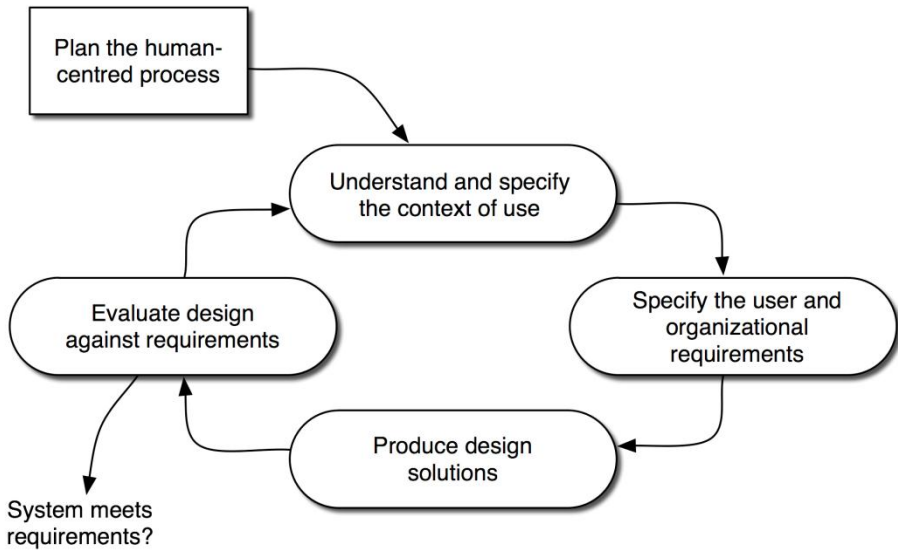 Plan the human-
centred process
Understand and specify
the context of use
Specify the user and
organizational
requirements
Produce design
solutions
Evaluate design
against requirements
System meets
requirements?